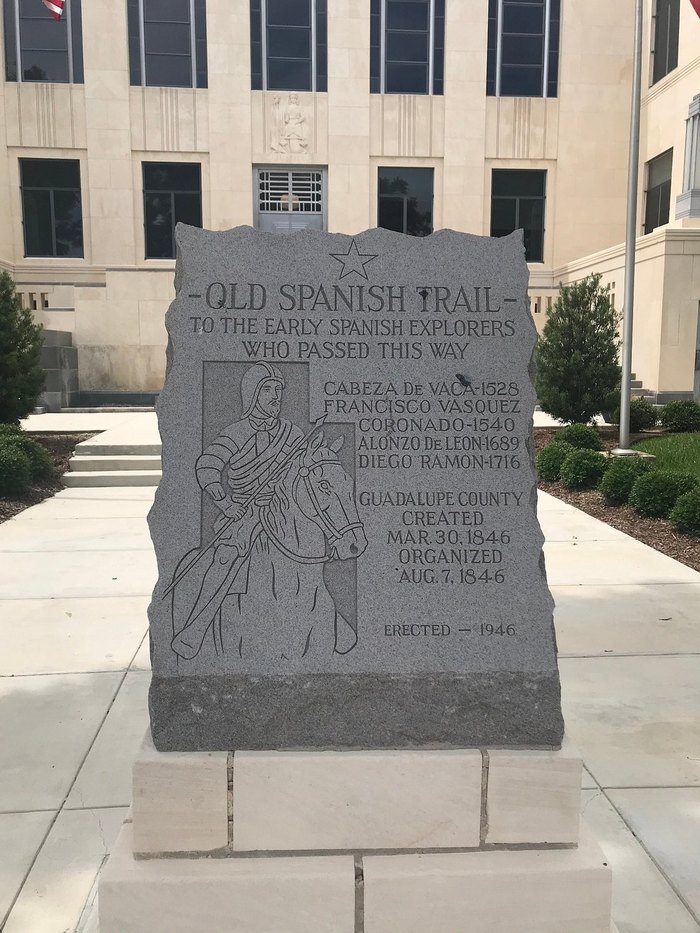 -OLD SPANISH TRAIL-
TO THE EARLY SPANISH EXPLORERS
WHO PASSED THIS WAY
CABEZA DE VACA-1528
FRANCISCO VASQUEZ
CORONADO-1540
ALONZO DE LEON-1689
DIEGO RAMON-1716
GUADALUPE COUNTY
CREATED
MAR. 30, 1846
ORGANIZED
AUG. 7, 1846
ERECTED — 1946